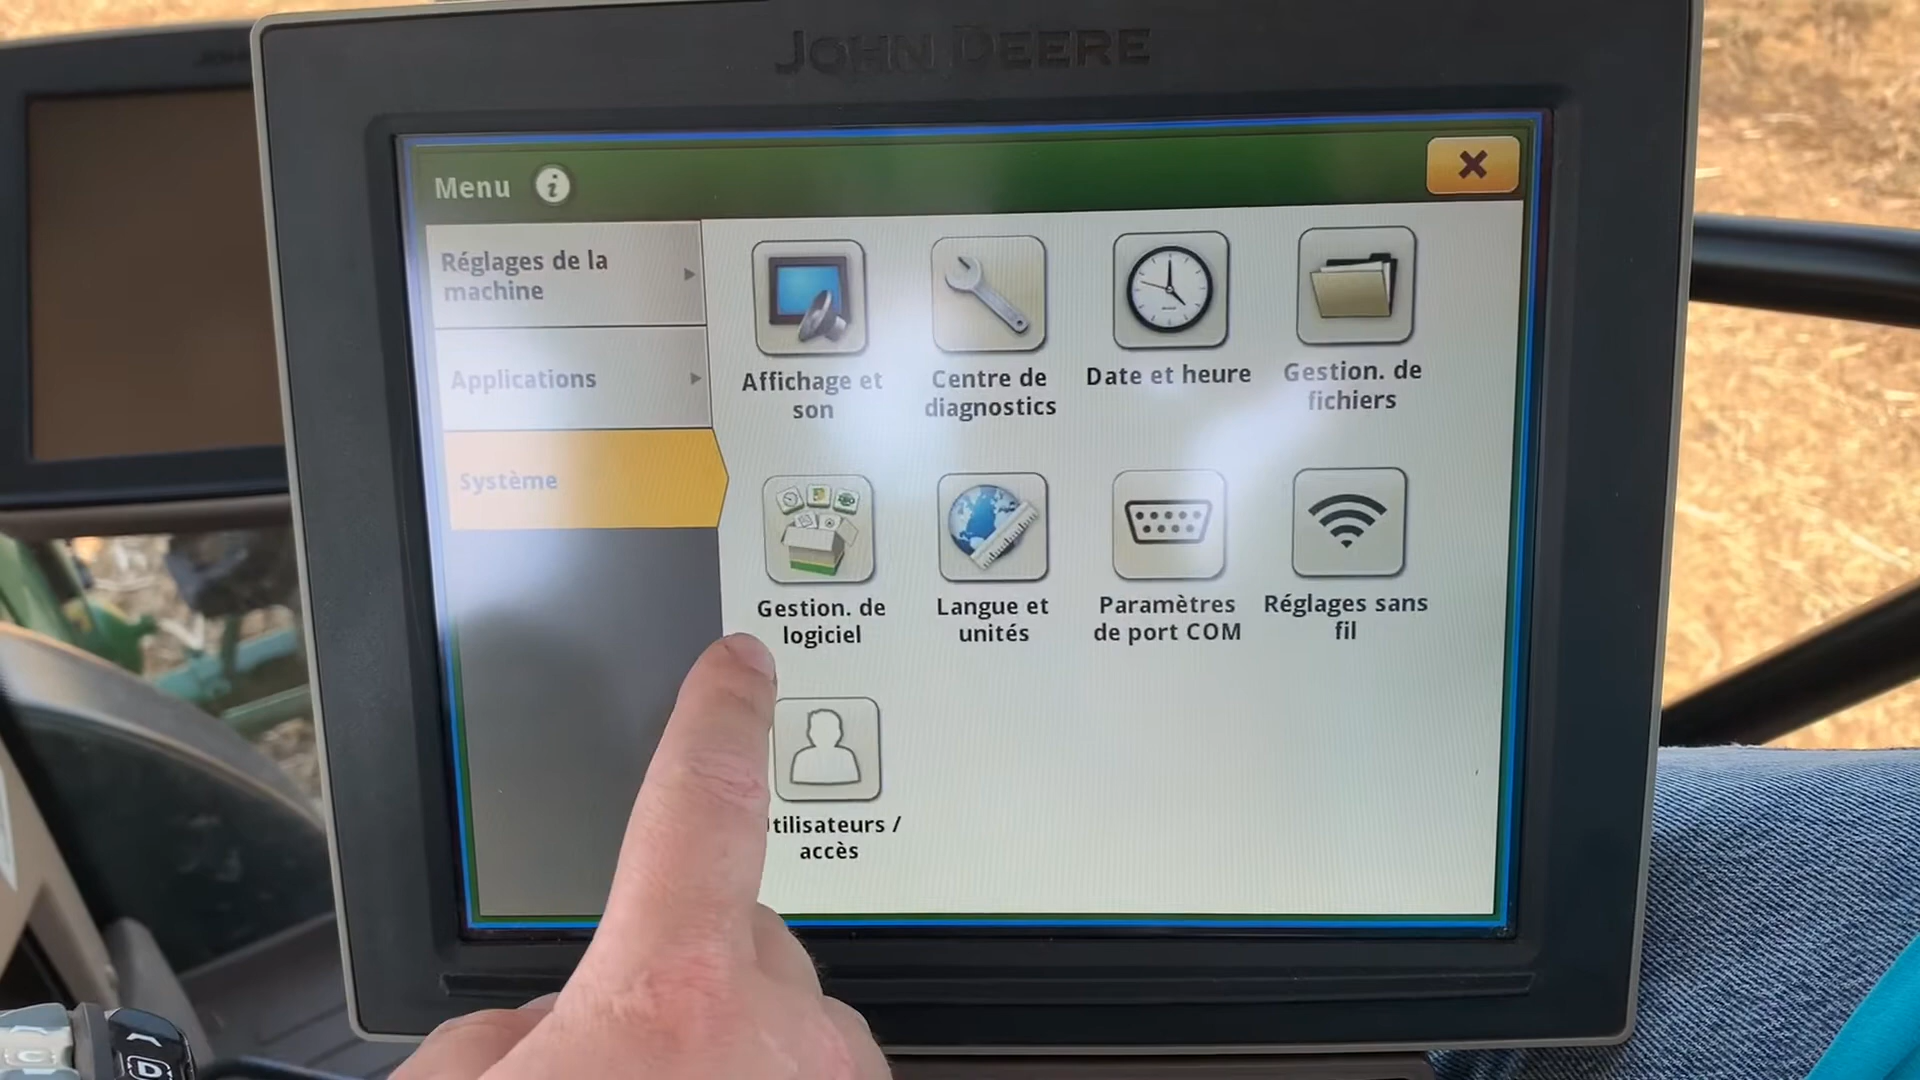 JOHN DEERE
Menu
Réglages de la
machine
Applications
Système
Affichage et
son
Centre de
diagnostics
Date et heure
Gestion. de
fichiers
Gestion. de
logiciel
Langue et
unités
Paramètres
de port COM
Réglages sans
fil
tilisateurs /
accès
C
D